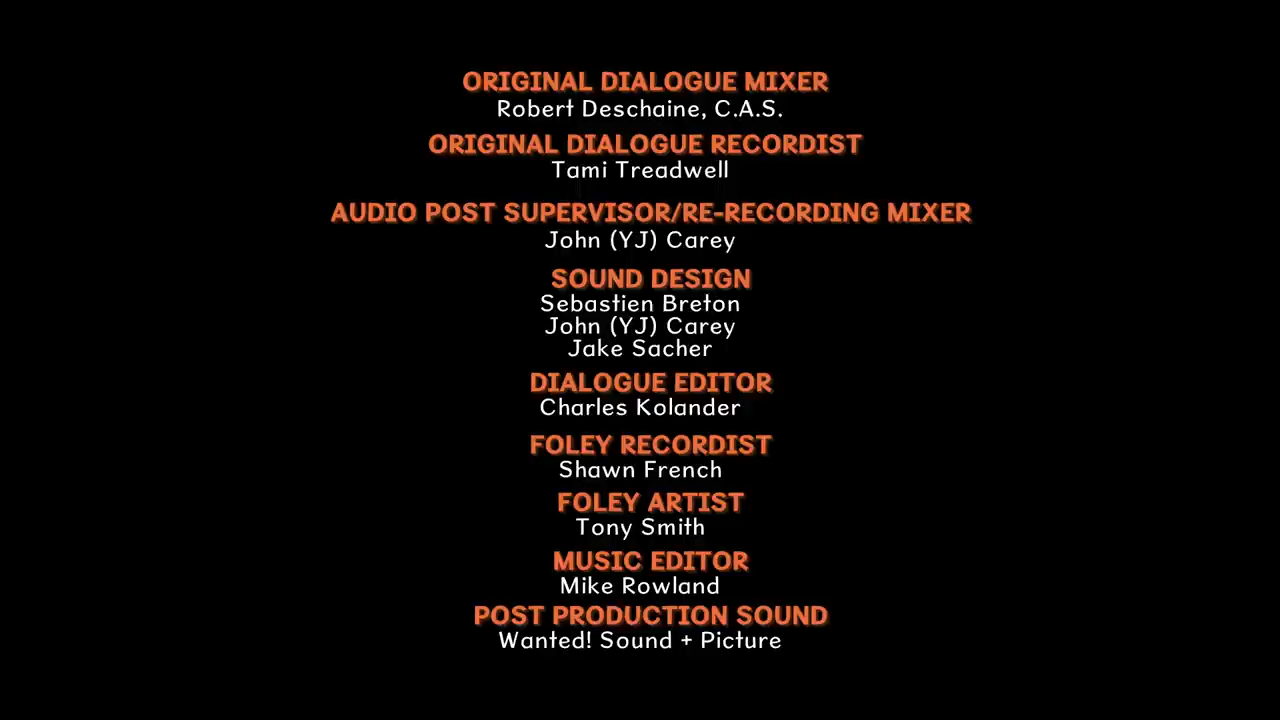 ORIGINAL DIALOGUE MIXER
Robert Deschaine, C.A.S.
ORIGINAL DIALOGUE RECORDIST
Tami Treadwell
AUDIO POST SUPERVISOR/RE-RECORDING MIXER
John (YJ) Carey
SOUND DESIGN
Sebastien Breton
John (YJ) Carey
Jake Sacher
DIALOGUE EDITOR
Charles Kolander
FOLEY RECORDIST
Shawn French
FOLEY ARTIST
Tony Smith
MUSIC EDITOR
Mike Rowland
POST PRODUCTION SOUND
Wanted! Sound + Picture